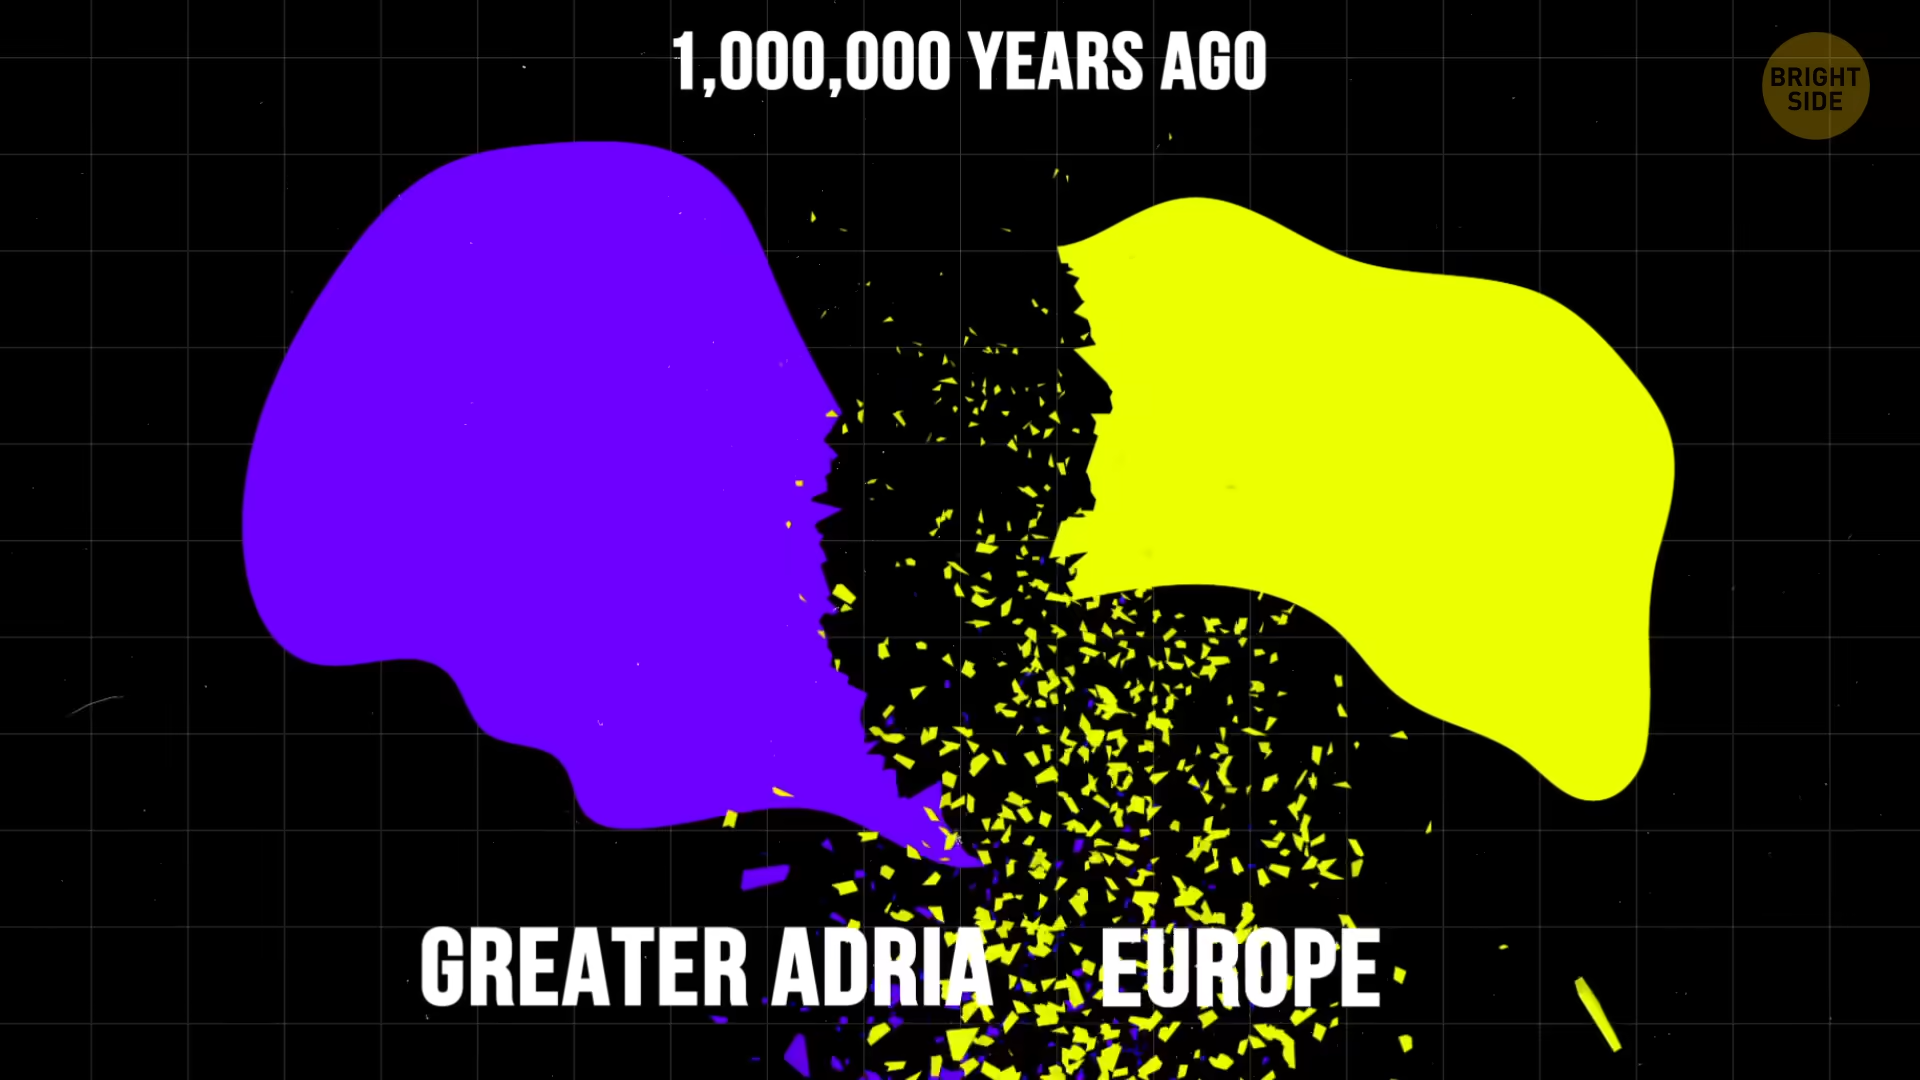 1,000,000 YEARS AGO
BRIGHT
SIDE
GREATER ADRIA
EUROPE